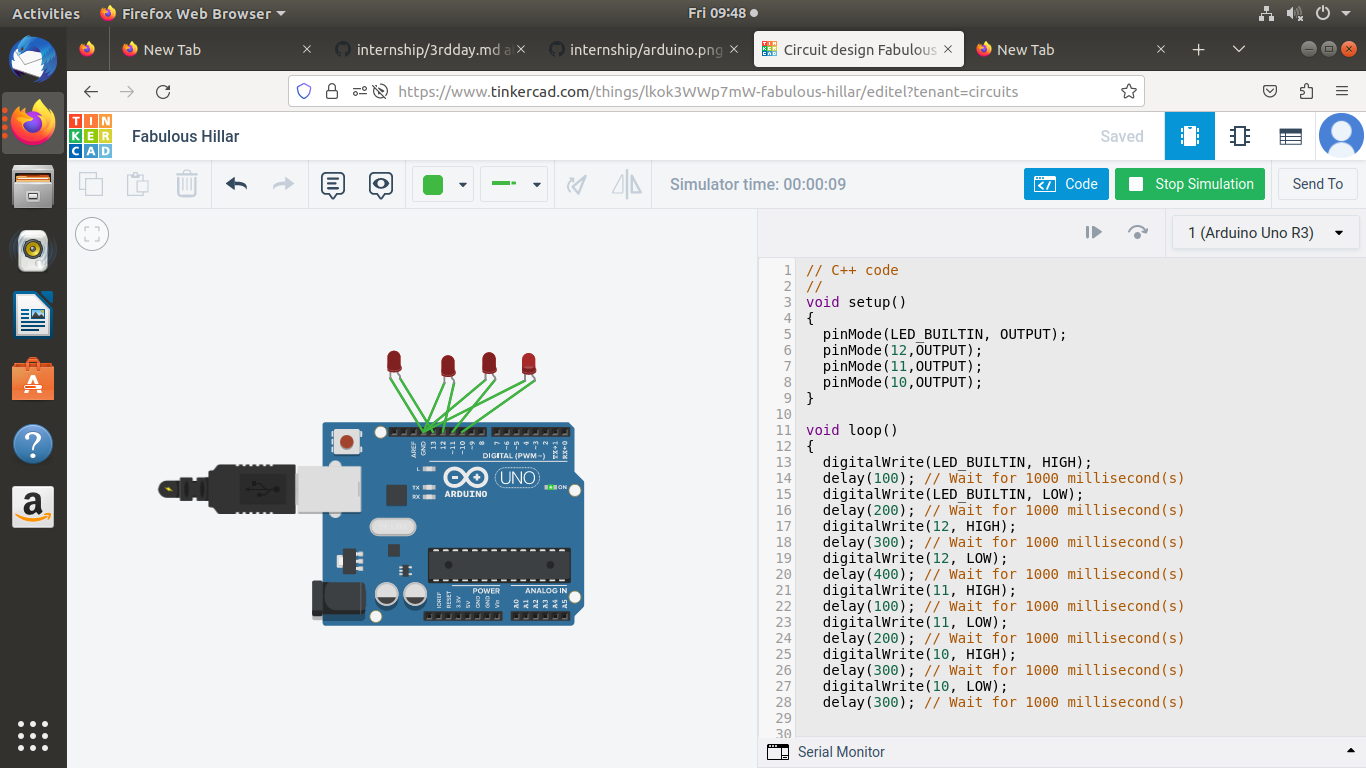 Activities Firefox Web Browser Fri 09:48
New Tab internship/3rdday.md a internship/arduino.png Circuit design Fabulous New Tab
https://www.tinkercad.com/things/lkok3WWp7mW-fabulous-hillar/editel?tenant=circuits
TIN
KER
CAD
Fabulous Hillar Saved
Simulator time: 00:00:09 Code Stop Simulation Send To
1 (Arduino Uno R3)
1 // C++ code
2 //
3 void setup()
4 {
5 pinMode(LED_BUILTIN, OUTPUT);
6 pinMode(12,OUTPUT);
7 pinMode(11,OUTPUT);
8 pinMode(10,OUTPUT);
9 }
10
11 void loop()
12 {
13 digitalWrite(LED_BUILTIN, HIGH);
14 delay(100); // Wait for 1000 millisecond(s)
15 digitalWrite(LED_BUILTIN, LOW);
16 delay(200); // Wait for 1000 millisecond(s)
17 digitalWrite(12, HIGH);
18 delay(300); // Wait for 1000 millisecond(s)
19 digitalWrite(12, LOW);
20 delay(400); // Wait for 1000 millisecond(s)
21 digitalWrite(11, HIGH);
22 delay(100); // Wait for 1000 millisecond(s)
23 digitalWrite(11, LOW);
24 delay(200); // Wait for 1000 millisecond(s)
25 digitalWrite(10, HIGH);
26 delay(300); // Wait for 1000 millisecond(s)
27 digitalWrite(10, LOW);
28 delay(300); // Wait for 1000 millisecond(s)
29
30
AREF GND 13 12 ~11 ~10 ~9 8 7 ~6 ~5 4 ~3 2 TX→1 RX←0
DIGITAL (PWM~)
L
TX
RX
UNO
ARDUINO
ON
POWER ANALOG IN
IOREF RESET 3.3V 5V GND GND Vin A0 A1 A2 A3 A4 A5
Serial Monitor